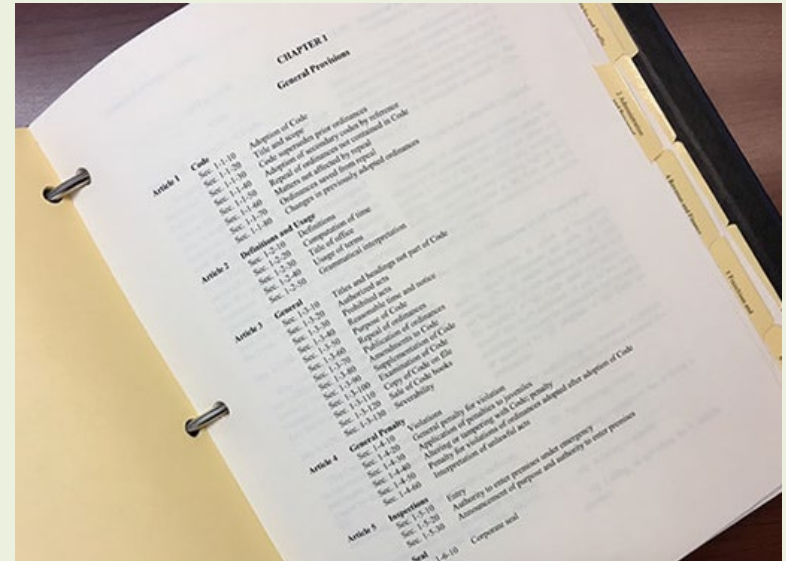 CHAPTER 1
General Provisions
Article 1 Code
Sec. 1-1-10 Adoption of Code
Sec. 1-1-20 Title and scope
Sec. 1-1-30 Code supersedes prior ordinances
Sec. 1-1-40 Adoption of secondary codes by reference
Sec. 1-1-50 Repeal of ordinances not contained in Code
Sec. 1-1-60 Matters not affected by repeal
Sec. 1-1-70 Ordinances saved from repeal
Sec. 1-1-80 Changes in previously adopted ordinances
Article 2 Definitions and Usage
Sec. 1-2-10 Definitions
Sec. 1-2-20 Computation of time
Sec. 1-2-30 Title of office
Sec. 1-2-40 Usage of terms
Sec. 1-2-50 Grammatical interpretation
Article 3 General
Sec. 1-3-10 Titles and headings not part of Code
Sec. 1-3-20 Authorized acts
Sec. 1-3-30 Prohibited acts
Sec. 1-3-40 Reasonable time and notice
Sec. 1-3-50 Purpose of Code
Sec. 1-3-60 Repeal of ordinances
Sec. 1-3-70 Publication of ordinances
Sec. 1-3-80 Amendments to Code
Sec. 1-3-90 Supplementation of Code
Sec. 1-3-100 Examination of Code
Sec. 1-3-110 Copy of Code on file
Sec. 1-3-120 Sale of Code books
Sec. 1-3-130 Severability
Article 4 General Penalty
Sec. 1-4-10 Violations
Sec. 1-4-20 General penalty for violation
Sec. 1-4-30 Application of penalties to juveniles
Sec. 1-4-40 Altering or tampering with Code; penalty
Sec. 1-4-50 Penalty for violations of ordinances adopted after adoption of Code
Sec. 1-4-60 Interpretation of unlawful acts
Article 5 Inspections
Sec. 1-5-10 Entry
Sec. 1-5-20 Authority to enter premises under emergency
Sec. 1-5-30 Announcement of purpose and authority to enter premises
Seal
1-6-10 Corporate seal
2 Administration
4 Revenue and Finance